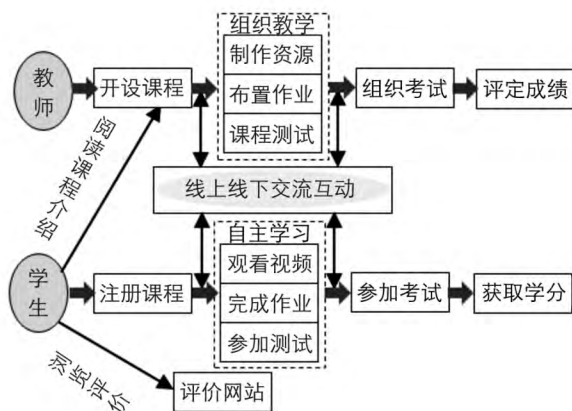 组织教学
教师
开设课程
制作资源
布置作业
课程测试
组织考试
评定成绩
阅读课程介绍
线上线下交流互动
自主学习
学生
注册课程
观看视频
完成作业
参加测试
参加考试
获取学分
浏览评价
评价网站